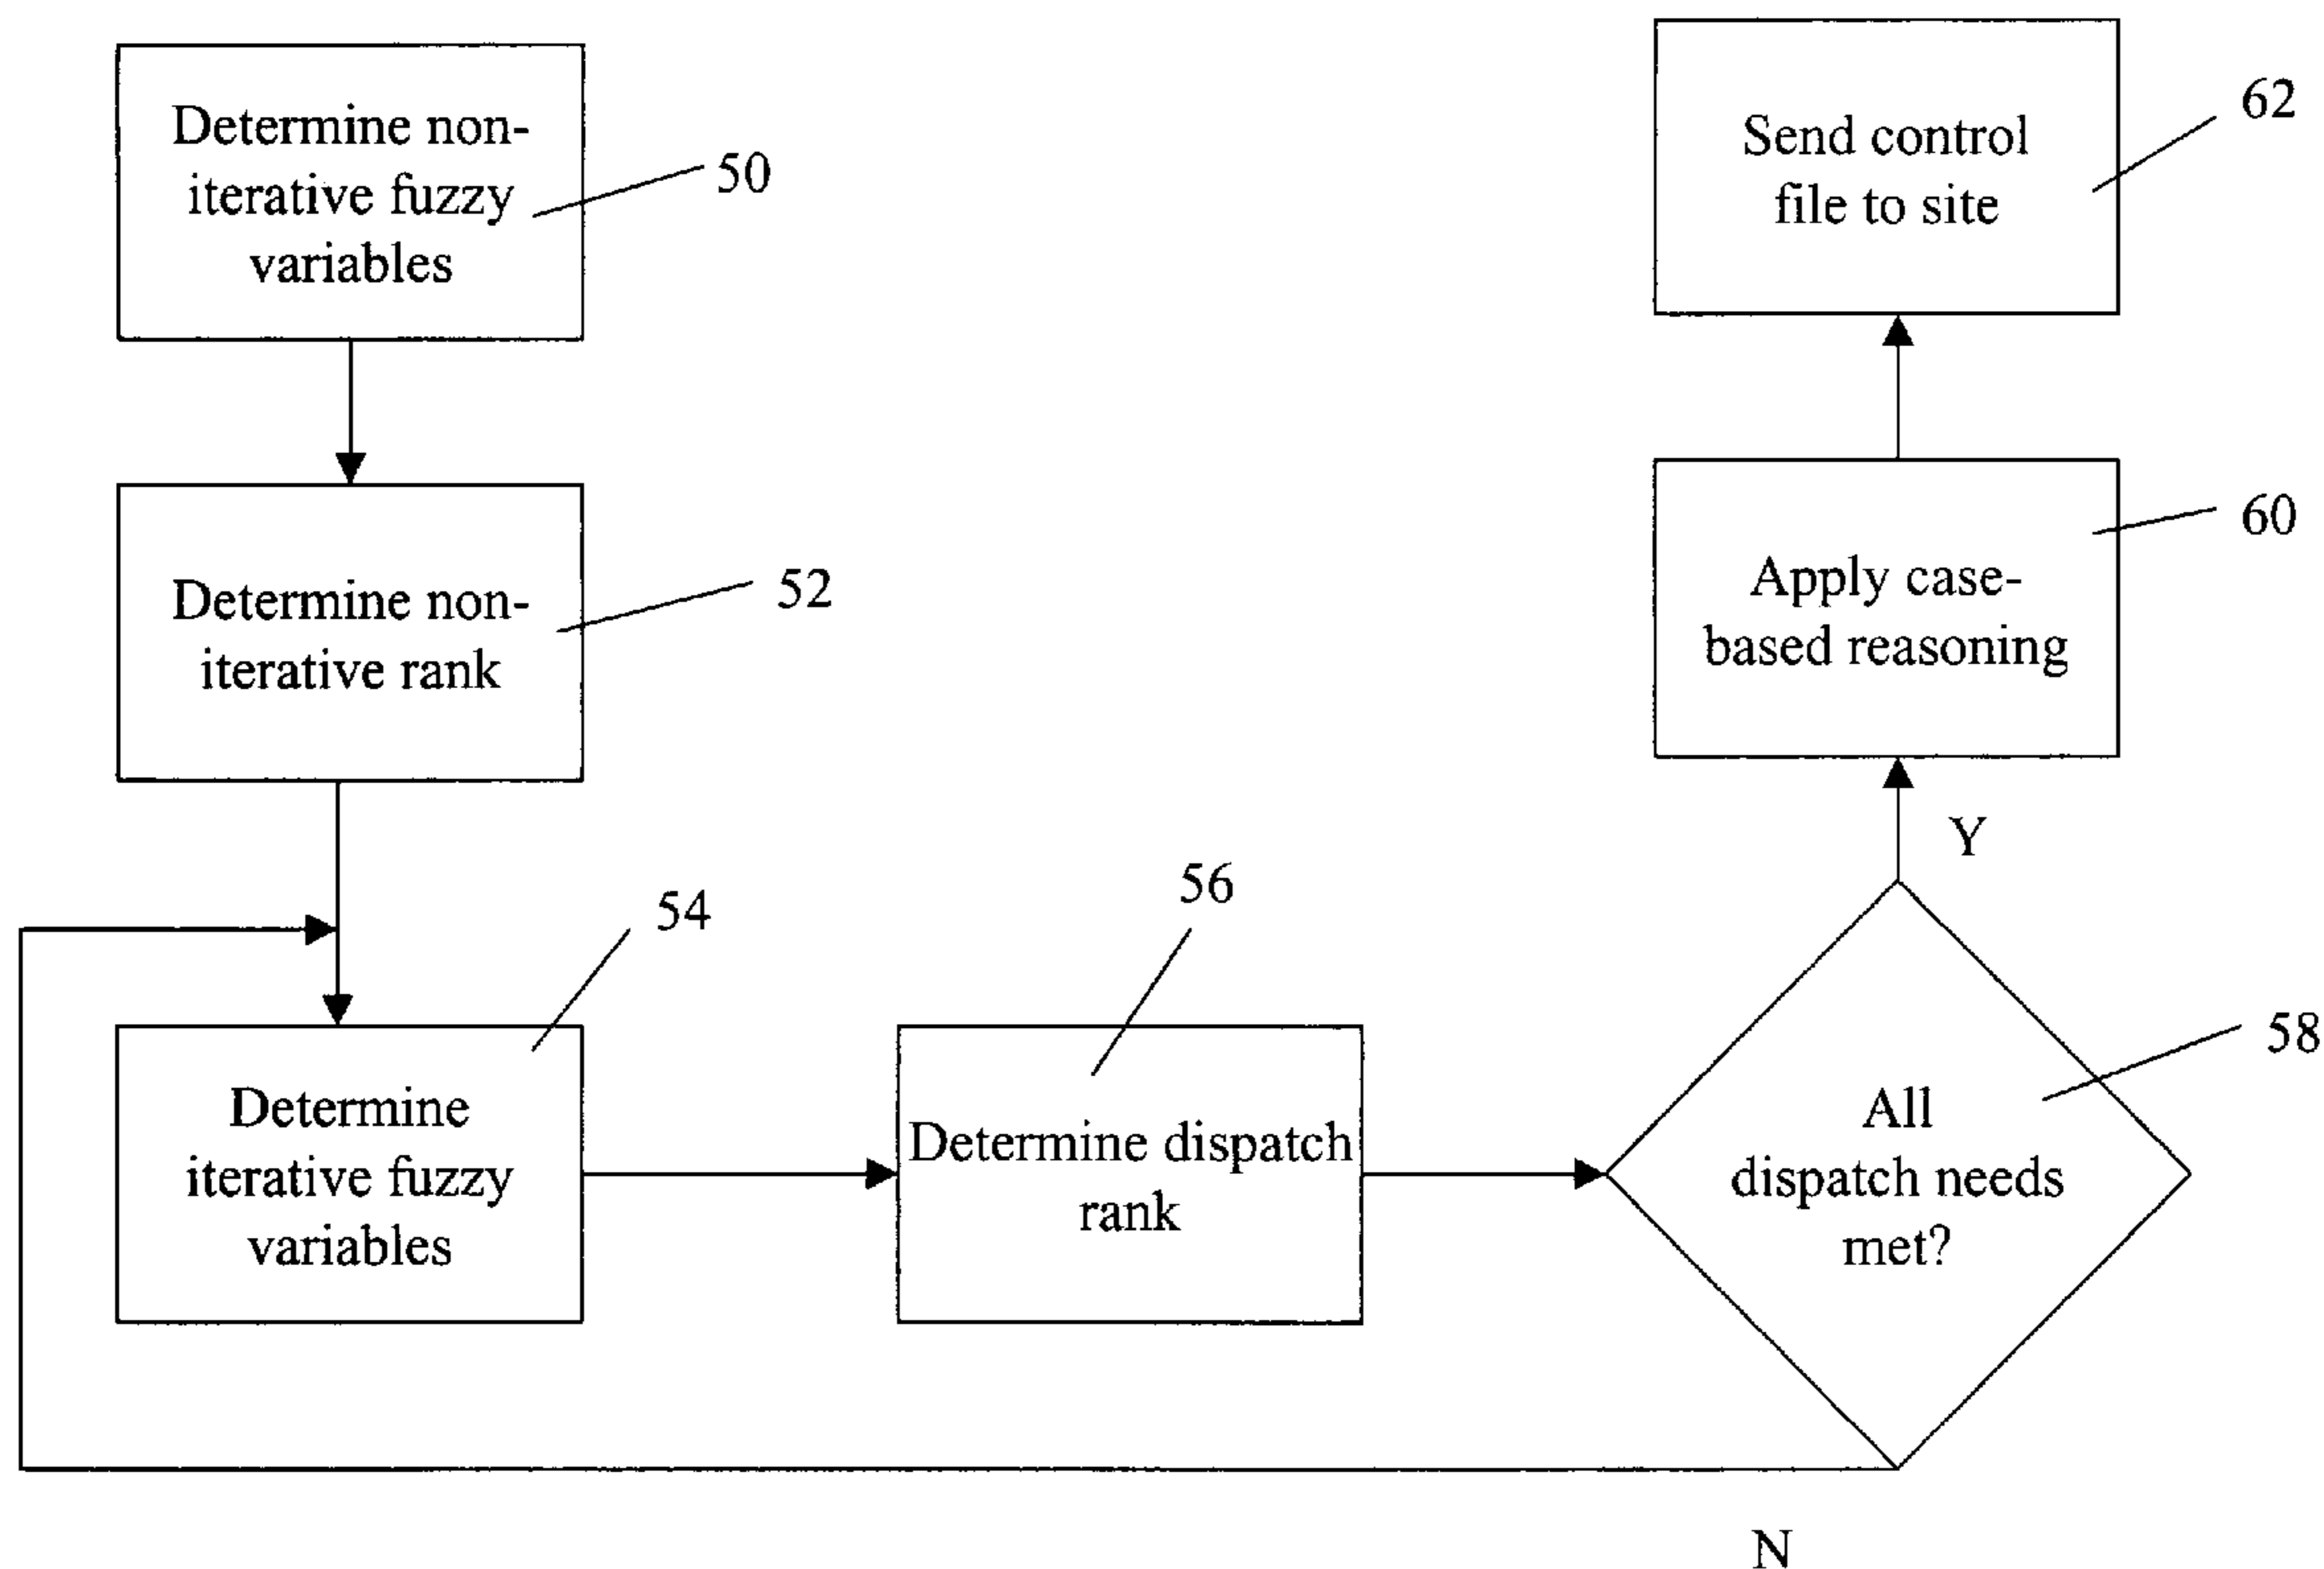 Determine non-
iterative fuzzy
variables
50
Determine non-
iterative rank
52
54
Determine
iterative fuzzy
variables
56
Determine dispatch
rank
58
All
dispatch needs
met?
Y
N
60
Apply case-
based reasoning
62
Send control
file to site